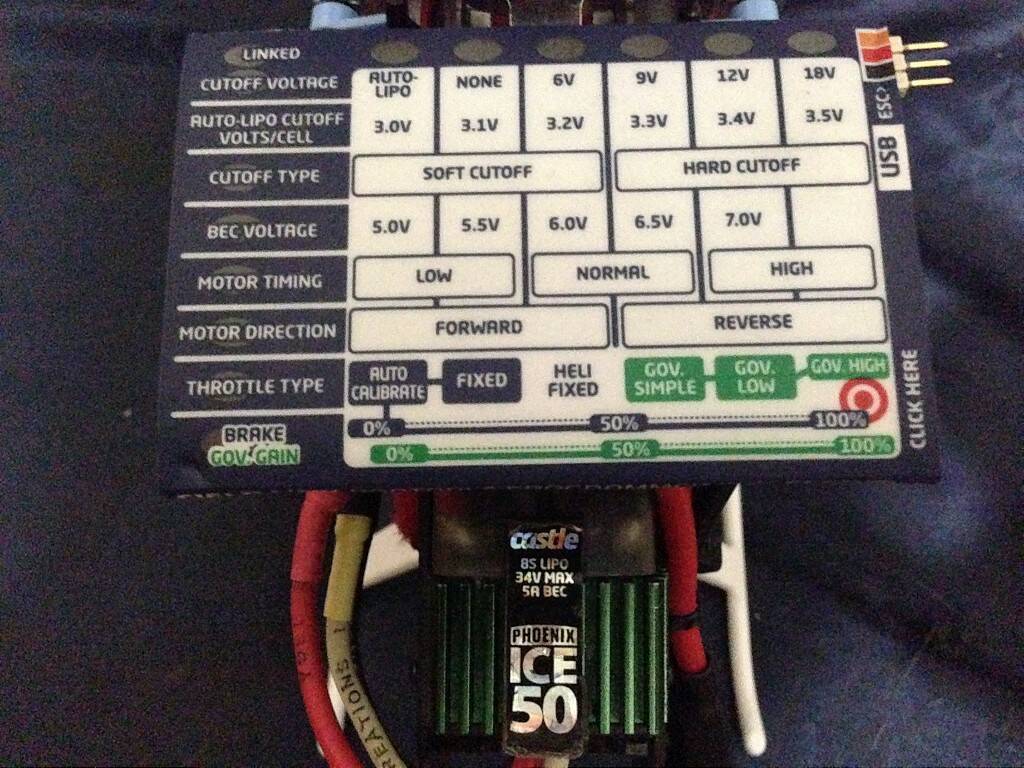 LINKED
CUTOFF VOLTAGE AUTO-LIPO NONE 6V 9V 12V 18V
AUTO-LIPO CUTOFF VOLTS/CELL 3.0V 3.1V 3.2V 3.3V 3.4V 3.5V
CUTOFF TYPE SOFT CUTOFF HARD CUTOFF
BEC VOLTAGE 5.0V 5.5V 6.0V 6.5V 7.0V
MOTOR TIMING LOW NORMAL HIGH
MOTOR DIRECTION FORWARD REVERSE
THROTTLE TYPE AUTO CALIBRATE FIXED HELI FIXED GOV. SIMPLE GOV. LOW GOV. HIGH
BRAKE 0% 50% 100%
GOV. GAIN 0% 50% 100%
ESC
USB
CLICK HERE
castle
8S LIPO
34V MAX
5A BEC
PHOENIX
ICE
50
REATIONS